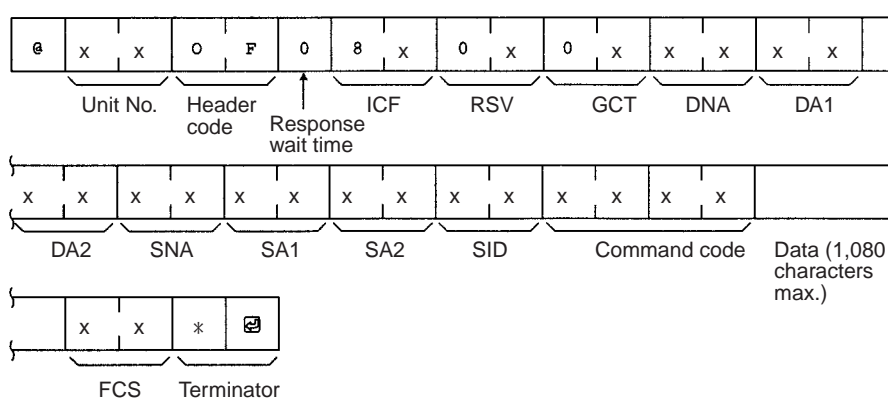 @ x x O F 0 8 x 0 x 0 x x x x x
Unit No. Header code Response wait time ICF RSV GCT DNA DA1
x x x x x x x x x x x x x x
DA2 SNA SA1 SA2 SID Command code Data (1,080 characters max.)
x x * ↵
FCS Terminator